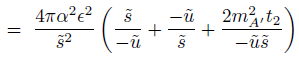 $= \frac{4\pi\alpha^2\epsilon^2}{\tilde{s}^2} \left( \frac{\tilde{s}}{-\tilde{u}} + \frac{-\tilde{u}}{\tilde{s}} + \frac{2m_{A'}^2 t_2}{-\tilde{u}\tilde{s}} \right)$